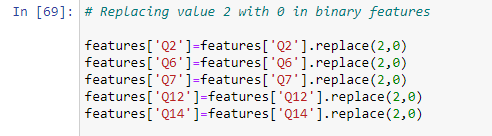 In [69]: # Replacing value 2 with 0 in binary features
features['Q2']=features['Q2'].replace(2,0)
features['Q6']=features['Q6'].replace(2,0)
features['Q7']=features['Q7'].replace(2,0)
features['Q12']=features['Q12'].replace(2,0)
features['Q14']=features['Q14'].replace(2,0)